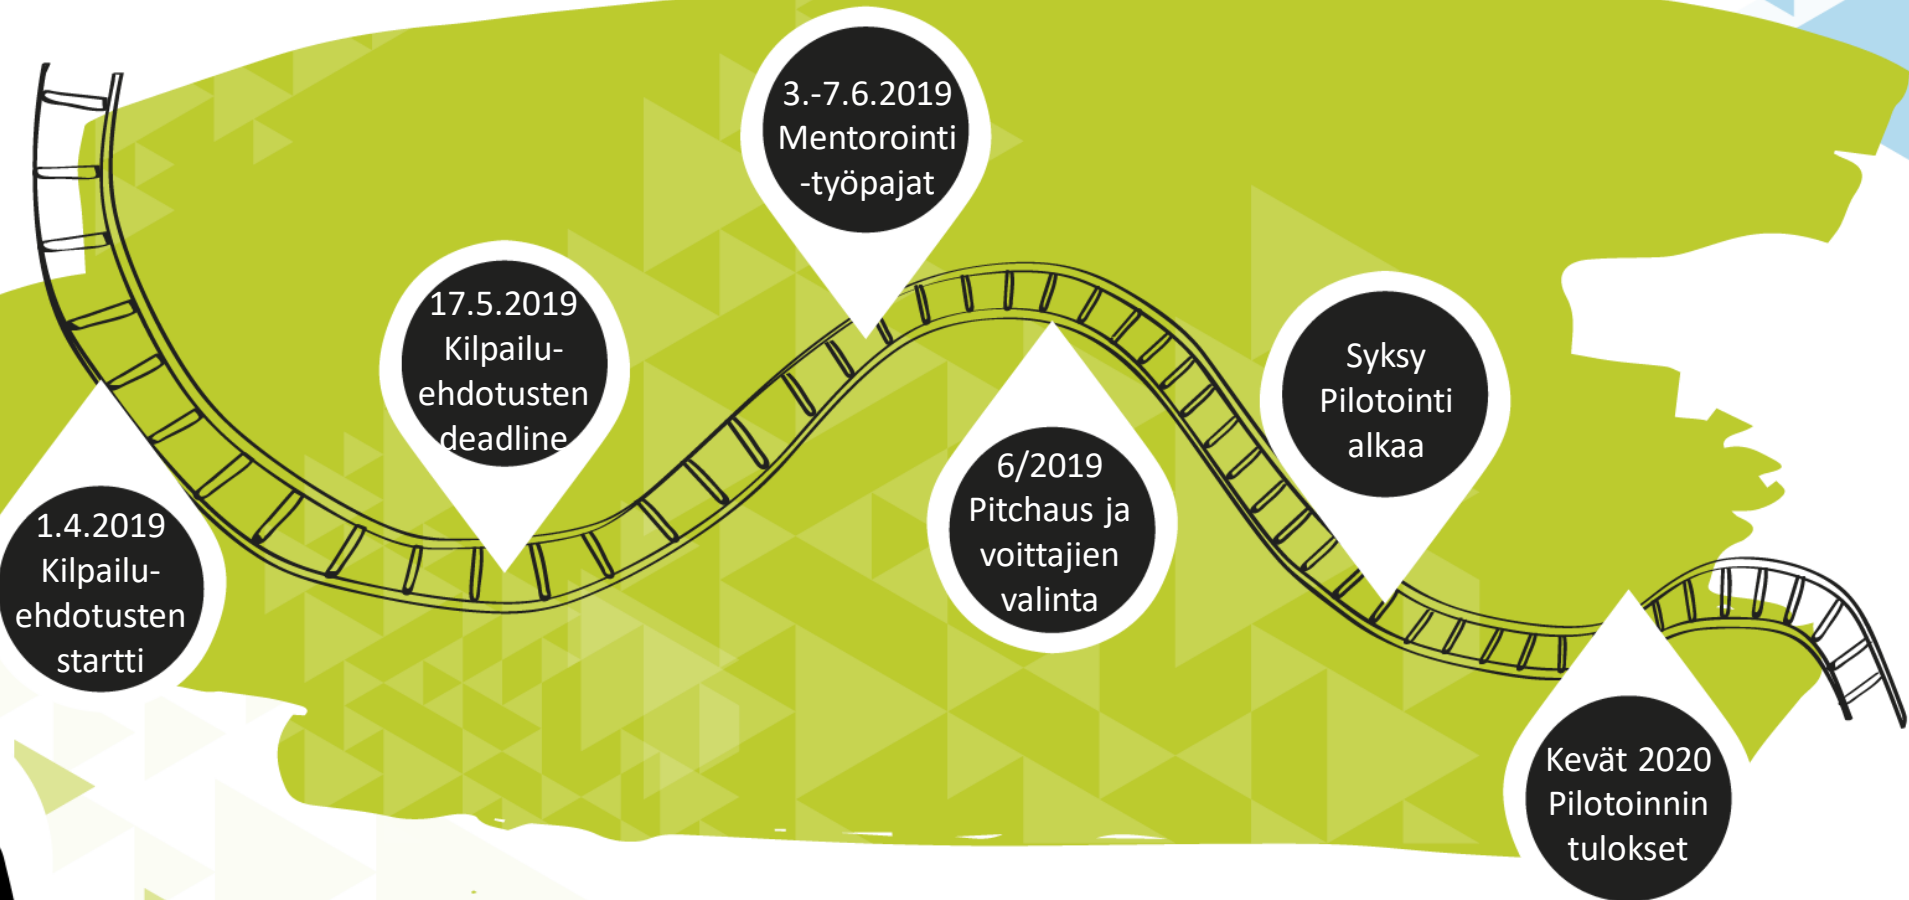 1.4.2019
Kilpailu-
ehdotusten
startti
17.5.2019
Kilpailu-
ehdotusten
deadline
3.-7.6.2019
Mentorointi
-työpajat
6/2019
Pitchaus ja
voittajien
valinta
Syksy
Pilotointi
alkaa
Kevät 2020
Pilotoinnin
tulokset